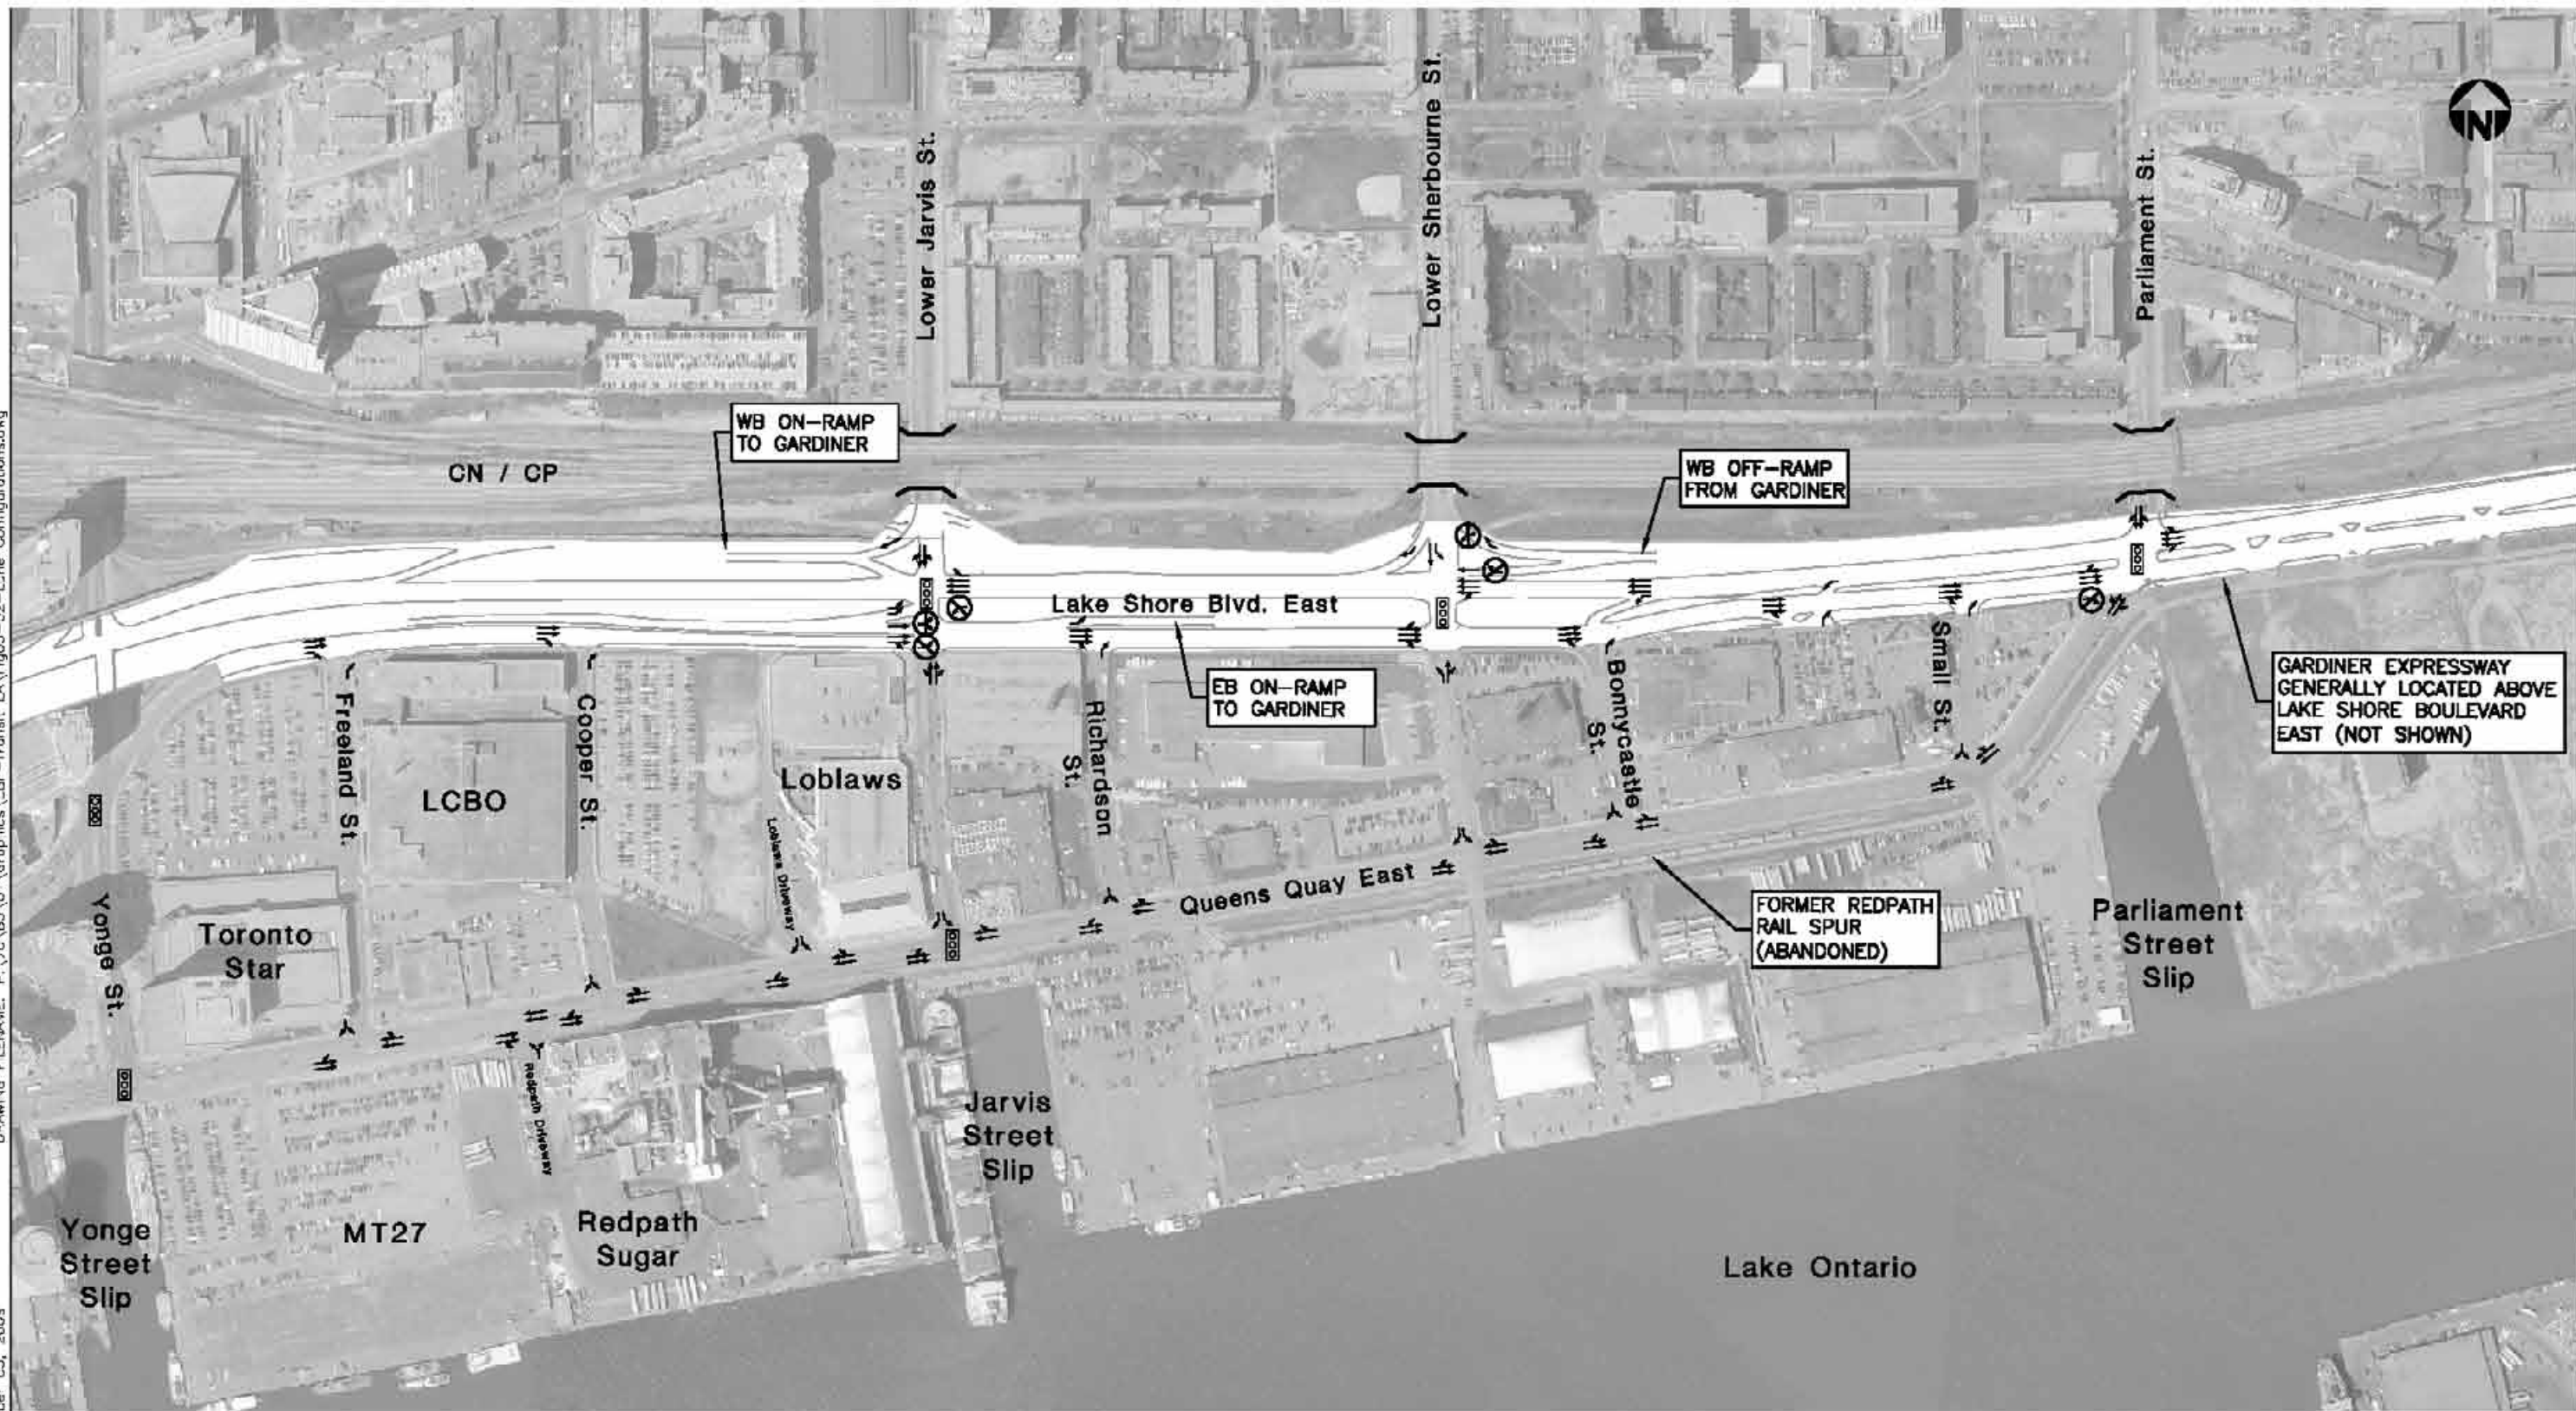 Lower Jarvis St.
Lower Sherbourne St.
Parliament St.
N
WB ON-RAMP
TO GARDINER
CN / CP
WB OFF-RAMP
FROM GARDINER
Lake Shore Blvd. East
EB ON-RAMP
TO GARDINER
GARDINER EXPRESSWAY
GENERALLY LOCATED ABOVE
LAKE SHORE BOULEVARD
EAST (NOT SHOWN)
Freeland St.
LCBO
Cooper St.
Loblaws
Loblaws Driveway
Richardson
St.
Bonnycastle
St.
Small St.
Yonge St.
Toronto
Star
Queens Quay East
FORMER REDPATH
RAIL SPUR
(ABANDONED)
Parliament
Street
Slip
Redpath Driveway
Jarvis
Street
Slip
Yonge
Street
Slip
MT27
Redpath
Sugar
Lake Ontario